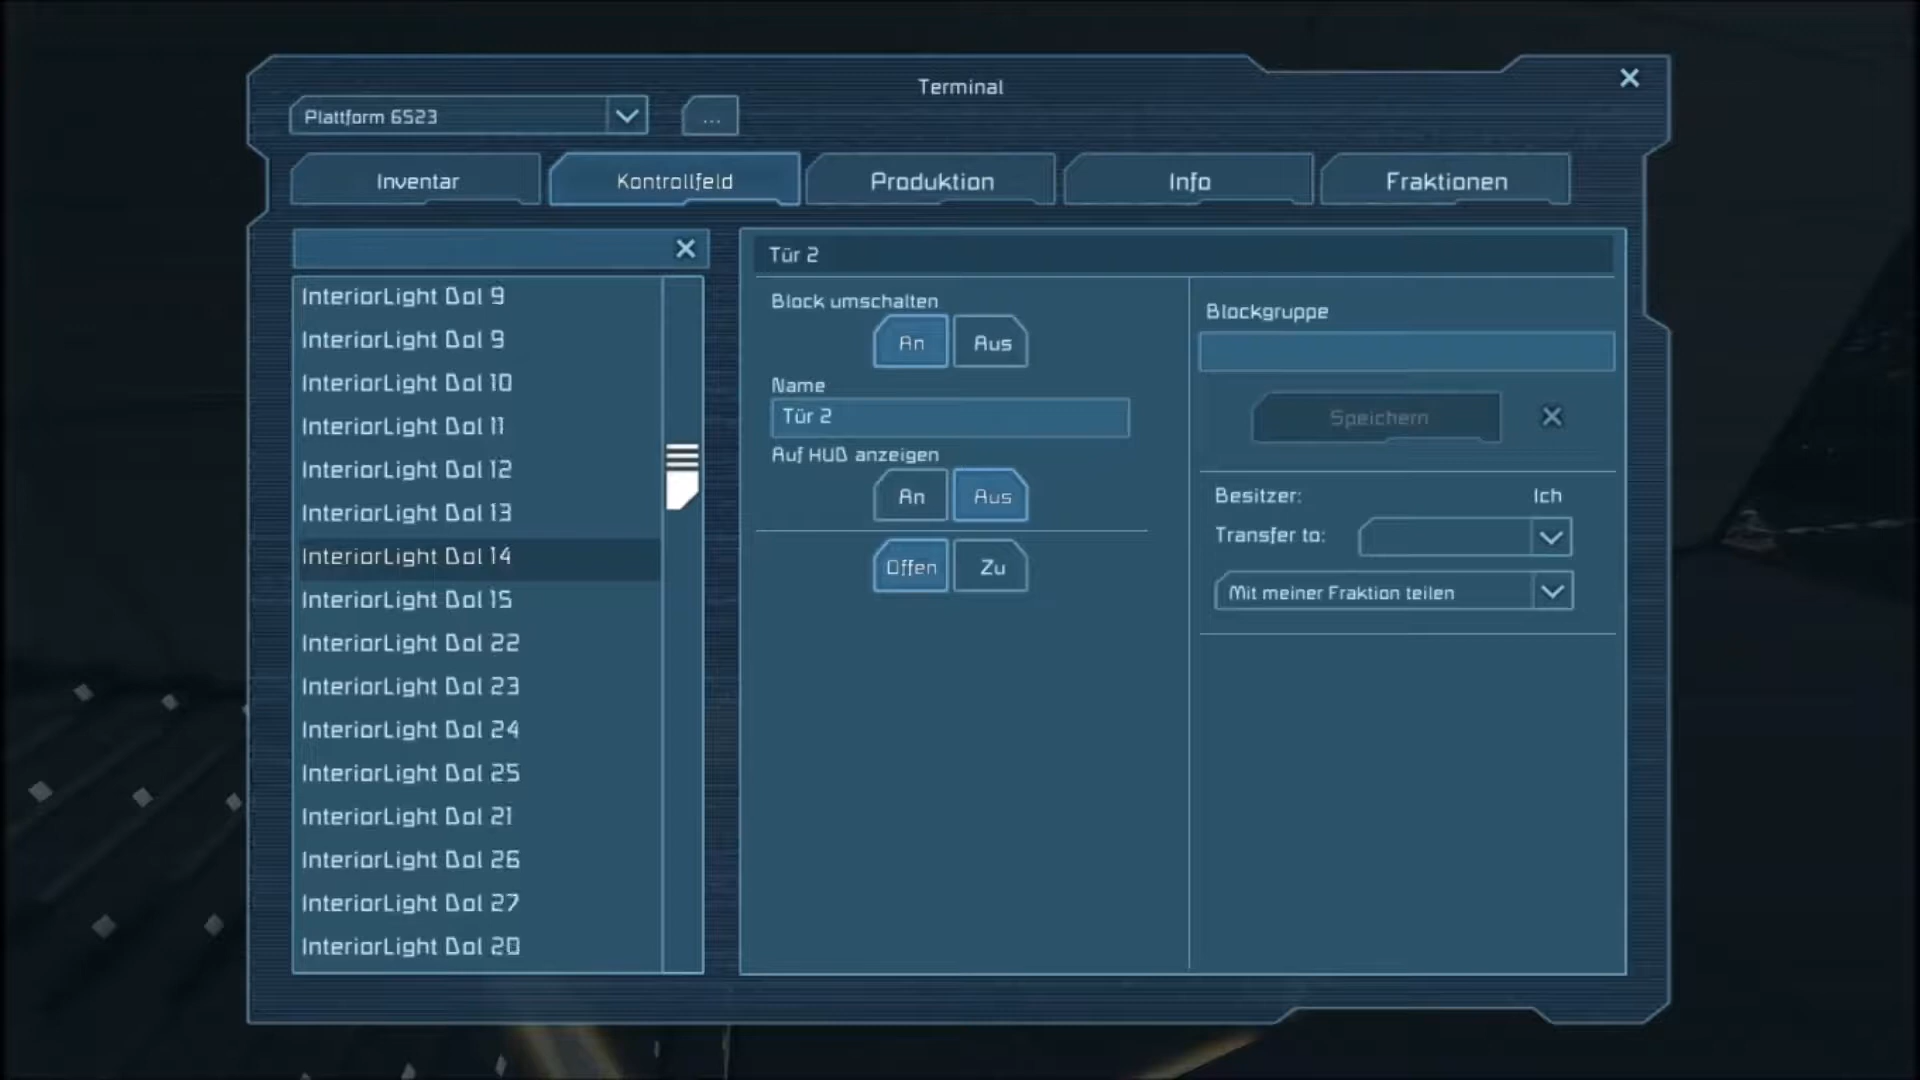 Terminal
Plattform 6523
...
Inventar
Kontrollfeld
Produktion
Info
Fraktionen
InteriorLight Dol 9
InteriorLight Dol 9
InteriorLight Dol 10
InteriorLight Dol 11
InteriorLight Dol 12
InteriorLight Dol 13
InteriorLight Dol 14
InteriorLight Dol 15
InteriorLight Dol 22
InteriorLight Dol 23
InteriorLight Dol 24
InteriorLight Dol 25
InteriorLight Dol 21
InteriorLight Dol 26
InteriorLight Dol 27
InteriorLight Dol 20
Tür 2
Block umschalten
An
Aus
Name
Tür 2
Auf HUD anzeigen
An
Aus
Offen
Zu
Blockgruppe
Speichern
Besitzer:
Ich
Transfer to:
Mit meiner Fraktion teilen